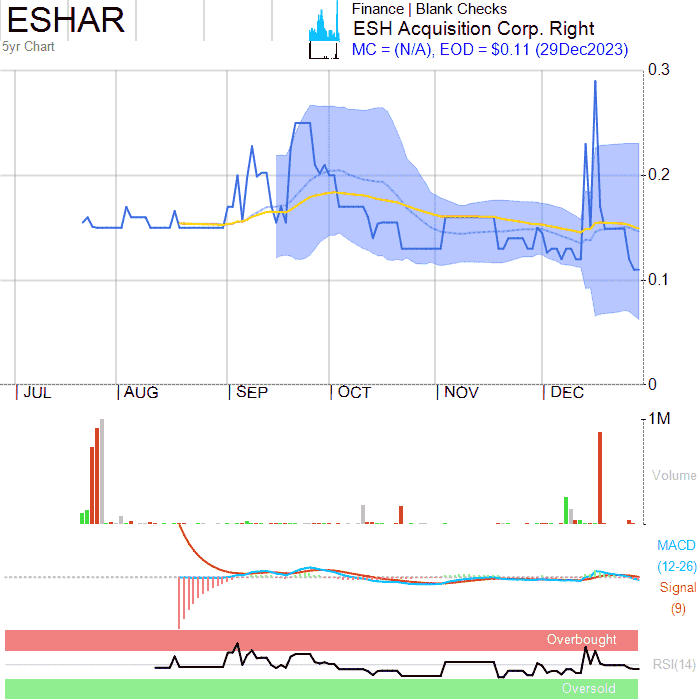 ESHAR
5yr Chart
Finance | Blank Checks
ESH Acquisition Corp. Right
MC = (N/A), EOD = $0.11 (29Dec2023)
0.3
0.2
0.1
0
JUL AUG SEP OCT NOV DEC
1M
Volume
MACD
(12-26)
Signal
(9)
Overbought
RSI(14)
Oversold